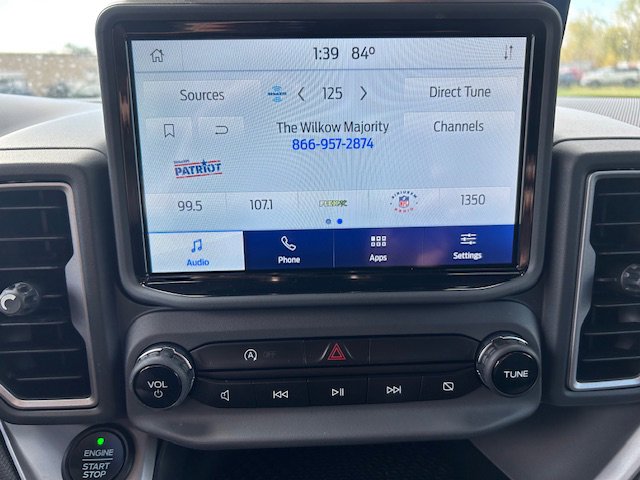 1:39 84°
Sources
125
Direct Tune
The Wilkow Majority
866-957-2874
Channels
PATRIOT
99.5
107.1
1350
Audio
Phone
Apps
Settings
VOL
TUNE
ENGINE
START
STOP